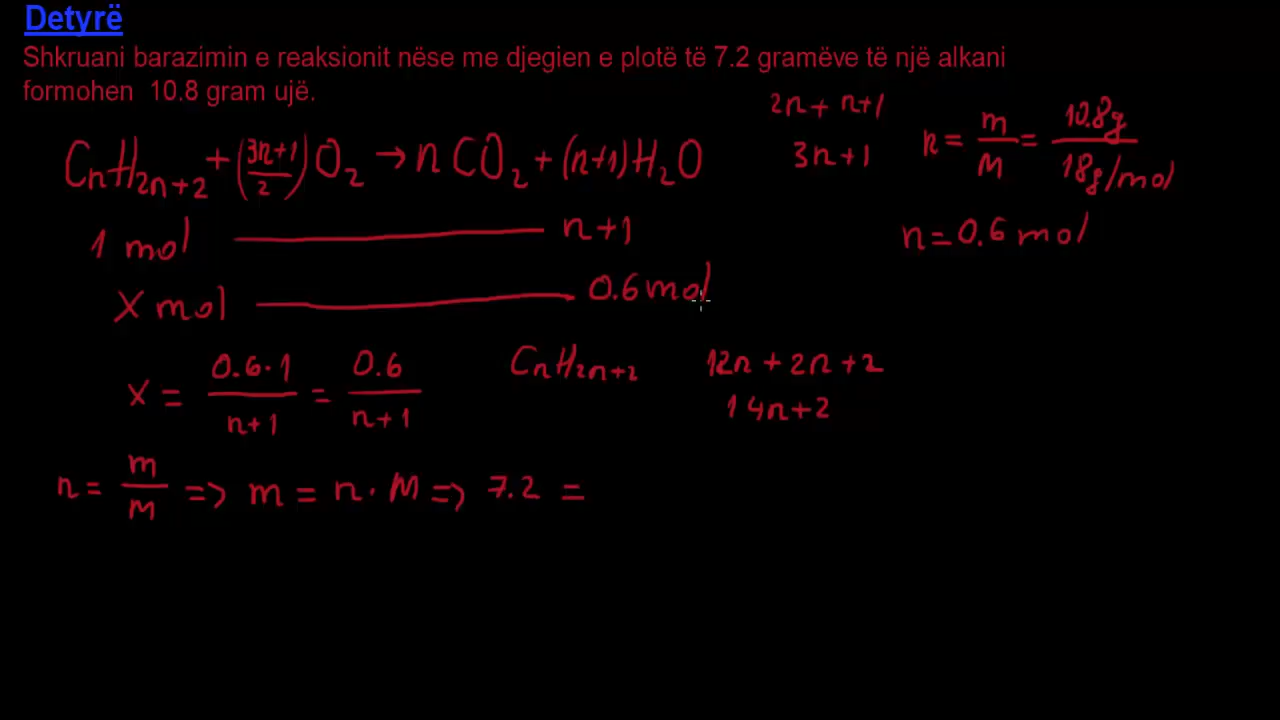 Detyrë
Shkruani barazimin e reaksionit nëse me djegien e plotë të 7.2 gramëve të një alkani
formohen 10.8 gram ujë.
CnH2n+2 + (3n+1/2) O2 → n CO2 + (n+1) H2O
2n + n+1
3n+1
n = m/M = 10.8g/18g/mol
n = 0.6 mol
1 mol ——— n+1
X mol ——— 0.6 mol
x = 0.6·1/n+1 = 0.6/n+1
CnH2n+2
12n + 2n + 2
14n+2
n = m/M => m = n · M => 7.2 =